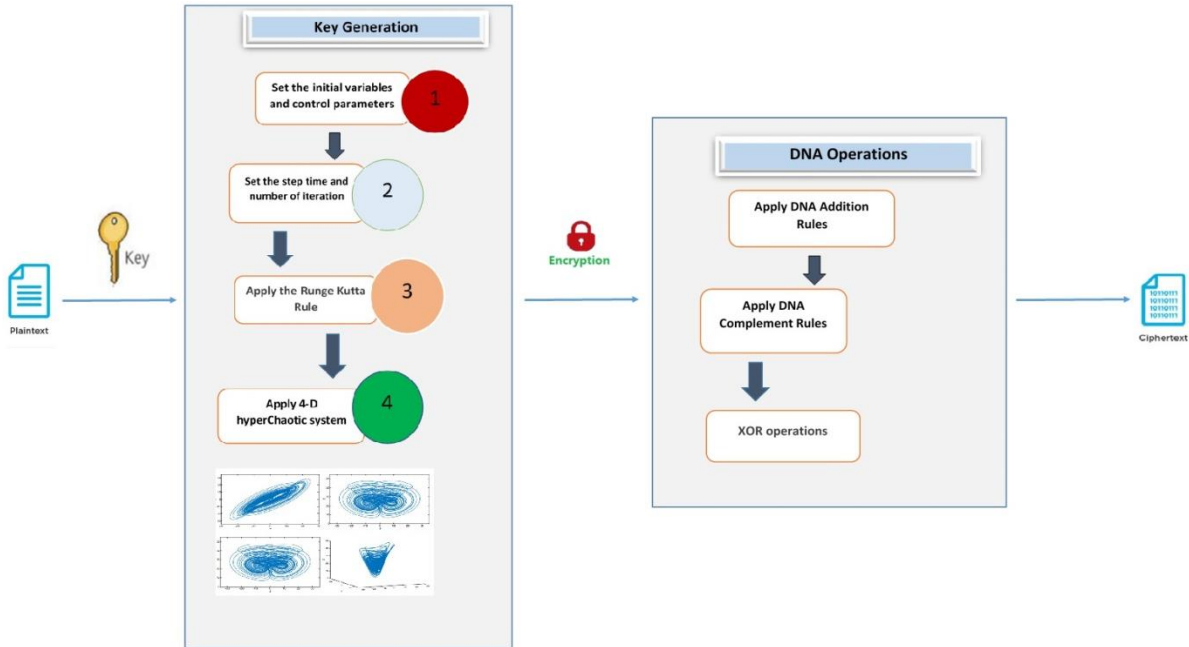 Key Generation
Set the initial variables
and control parameters
1
Set the step time and
number of iteration
2
Key
Plaintext
Apply the Runge Kutta
Rule
3
Apply 4-D
hyperChaotic system
4
Encryption
DNA Operations
Apply DNA Addition
Rules
Apply DNA
Complement Rules
XOR operations
10110111
10110111
10110111
10110111
Ciphertext